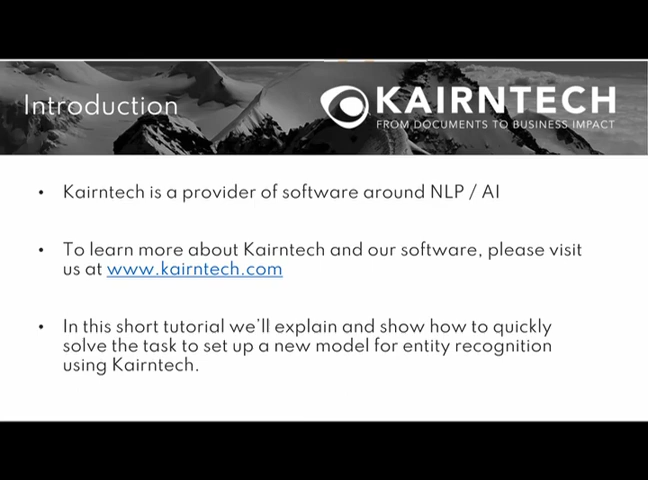 Introduction
KAIRNTECH
FROM DOCUMENTS TO BUSINESS IMPACT
• Kairntech is a provider of software around NLP / AI
• To learn more about Kairntech and our software, please visit
us at www.kairntech.com
• In this short tutorial we'll explain and show how to quickly
solve the task to set up a new model for entity recognition
using Kairntech.